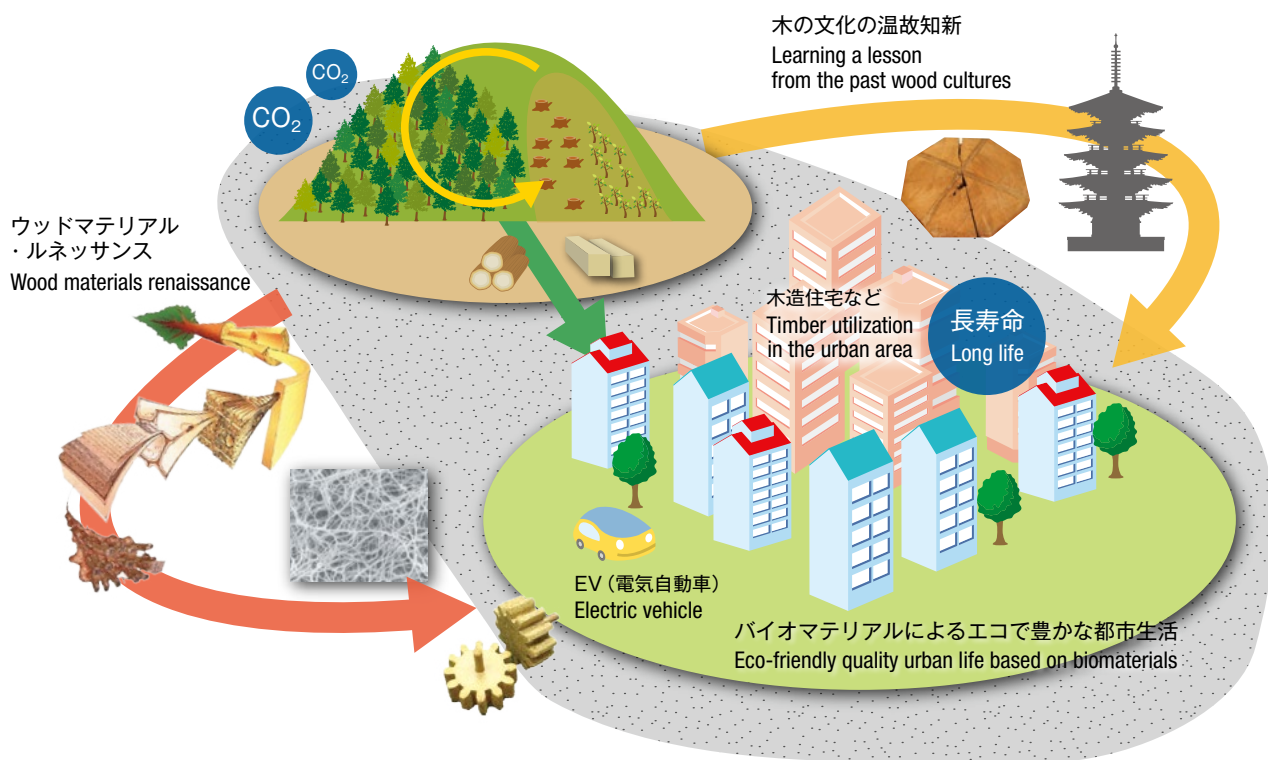 木の文化の温故知新
Learning a lesson
from the past wood cultures
CO₂
CO₂
ウッドマテリアル
・ルネッサンス
Wood materials renaissance
木造住宅など
Timber utilization
in the urban area
長寿命
Long life
EV（電気自動車）
Electric vehicle
バイオマテリアルによるエコで豊かな都市生活
Eco-friendly quality urban life based on biomaterials